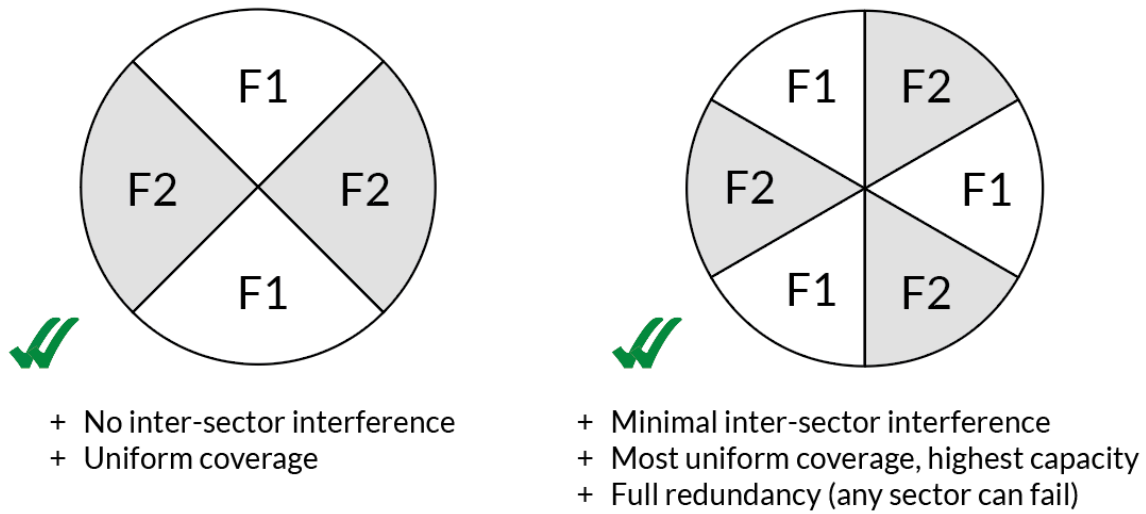 F1
F2
F2
F1
F1
F2
F2
F1
F1
F2
+ No inter-sector interference
+ Uniform coverage
+ Minimal inter-sector interference
+ Most uniform coverage, highest capacity
+ Full redundancy (any sector can fail)